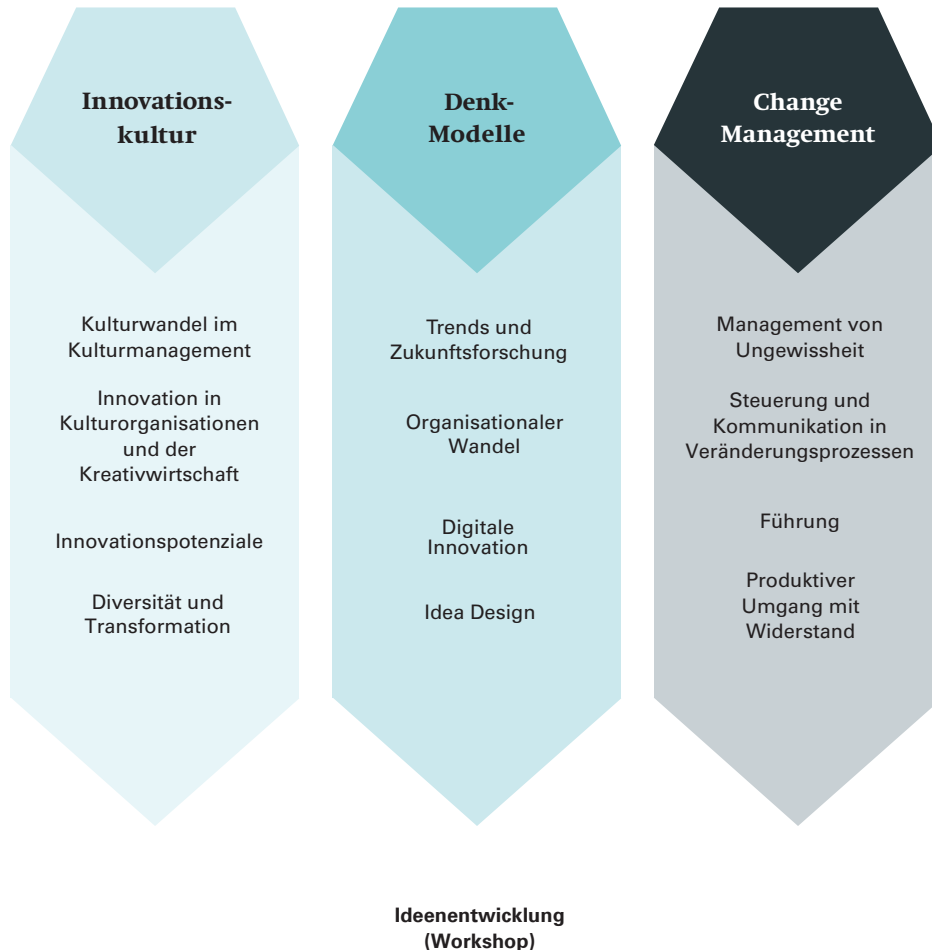 Innovations-
kultur
Kulturwandel im
Kulturmanagement
Innovation in
Kulturorganisationen
und der
Kreativwirtschaft
Innovationspotenziale
Diversität und
Transformation
Denk-
Modelle
Trends und
Zukunftsforschung
Organisationaler
Wandel
Digitale
Innovation
Idea Design
Change
Management
Management von
Ungewissheit
Steuerung und
Kommunikation in
Veränderungsprozessen
Führung
Produktiver
Umgang mit
Widerstand
Ideenentwicklung
(Workshop)